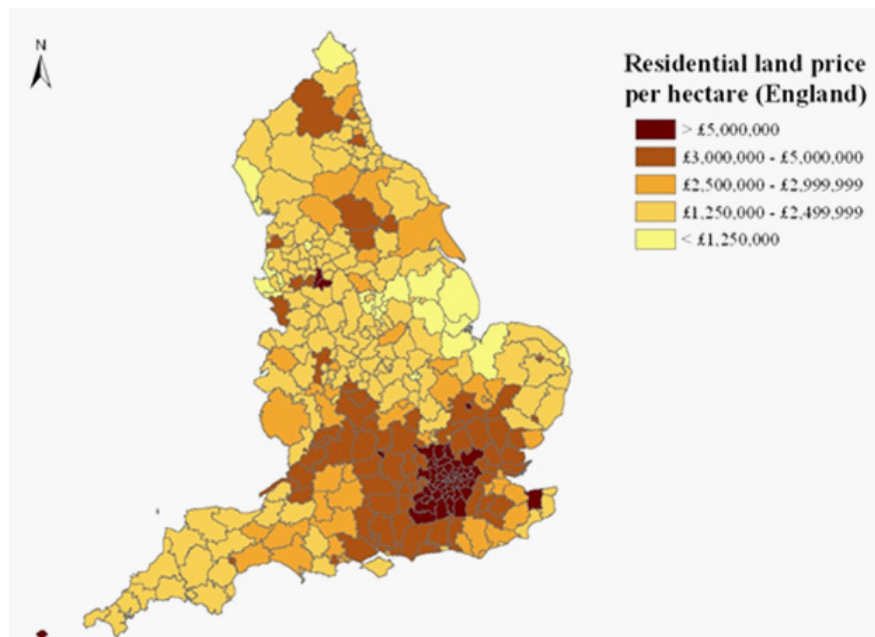 N
Residential land price
per hectare (England)
> £5,000,000
£3,000,000 - £5,000,000
£2,500,000 - £2,999,999
£1,250,000 - £2,499,999
< £1,250,000